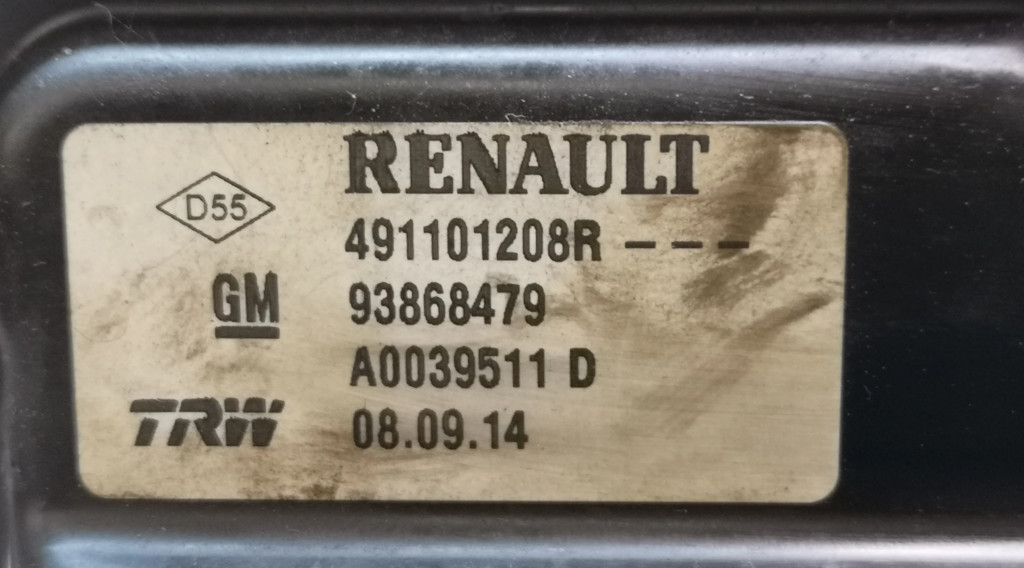 RENAULT
D55
491101208R ---
GM 93868479
A0039511 D
TRW 08.09.14